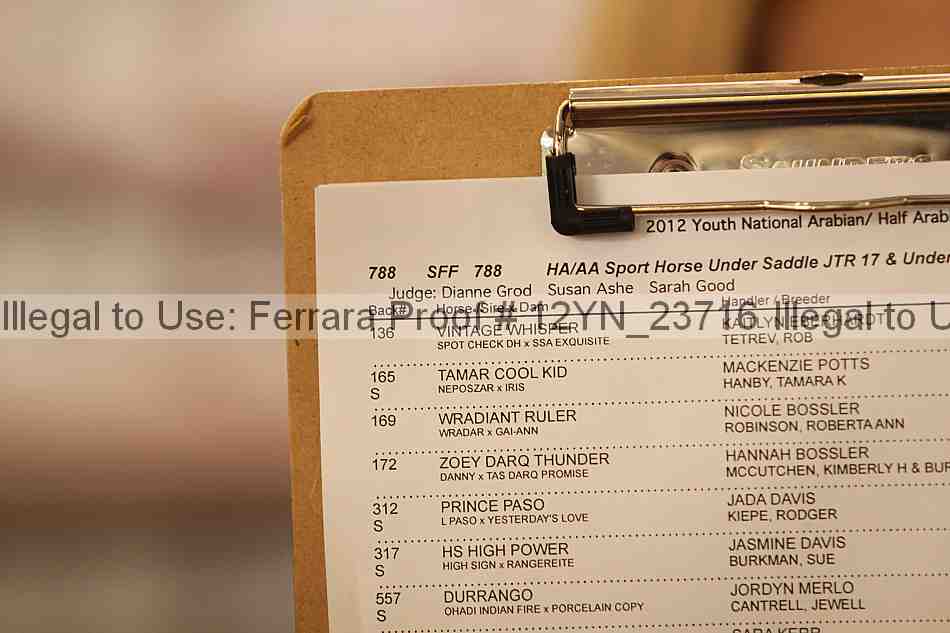 2012 Youth National Arabian/ Half Arab
788 SFF 788 HA/AA Sport Horse Under Saddle JTR 17 & Under
Judge: Dianne Grod Susan Ashe Sarah Good
Back# Horse/Sire & Dam Handler / Breeder
Illegal to Use: Ferrara Proof # 12YN_23716 Illegal to U
136 VINTAGE WHISPER KAITLYN EBERHARDT
SPOT CHECK DH x SSA EXQUISITE TETREV, ROB
165 TAMAR COOL KID MACKENZIE POTTS
S NEPOSZAR x IRIS HANBY, TAMARA K
169 WRADIANT RULER NICOLE BOSSLER
WRADAR x GAI-ANN ROBINSON, ROBERTA ANN
172 ZOEY DARQ THUNDER HANNAH BOSSLER
DANNY x TAS DARQ PROMISE MCCUTCHEN, KIMBERLY H & BUR
312 PRINCE PASO JADA DAVIS
S L PASO x YESTERDAY'S LOVE KIEPE, RODGER
317 HS HIGH POWER JASMINE DAVIS
S HIGH SIGN x RANGEREITE BURKMAN, SUE
557 DURRANGO JORDYN MERLO
S OHADI INDIAN FIRE x PORCELAIN COPY CANTRELL, JEWELL
SARA KERR